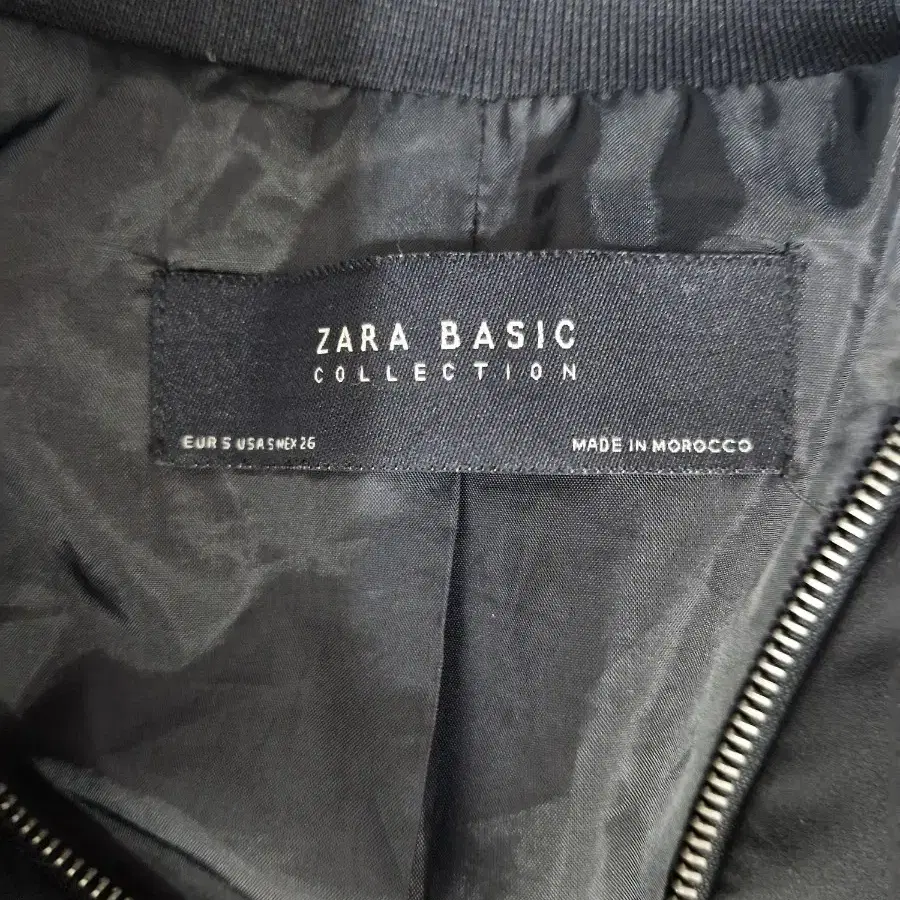 ZARA BASIC
COLLECTION
EUR S USA S MEX 26
MADE IN MOROCCO